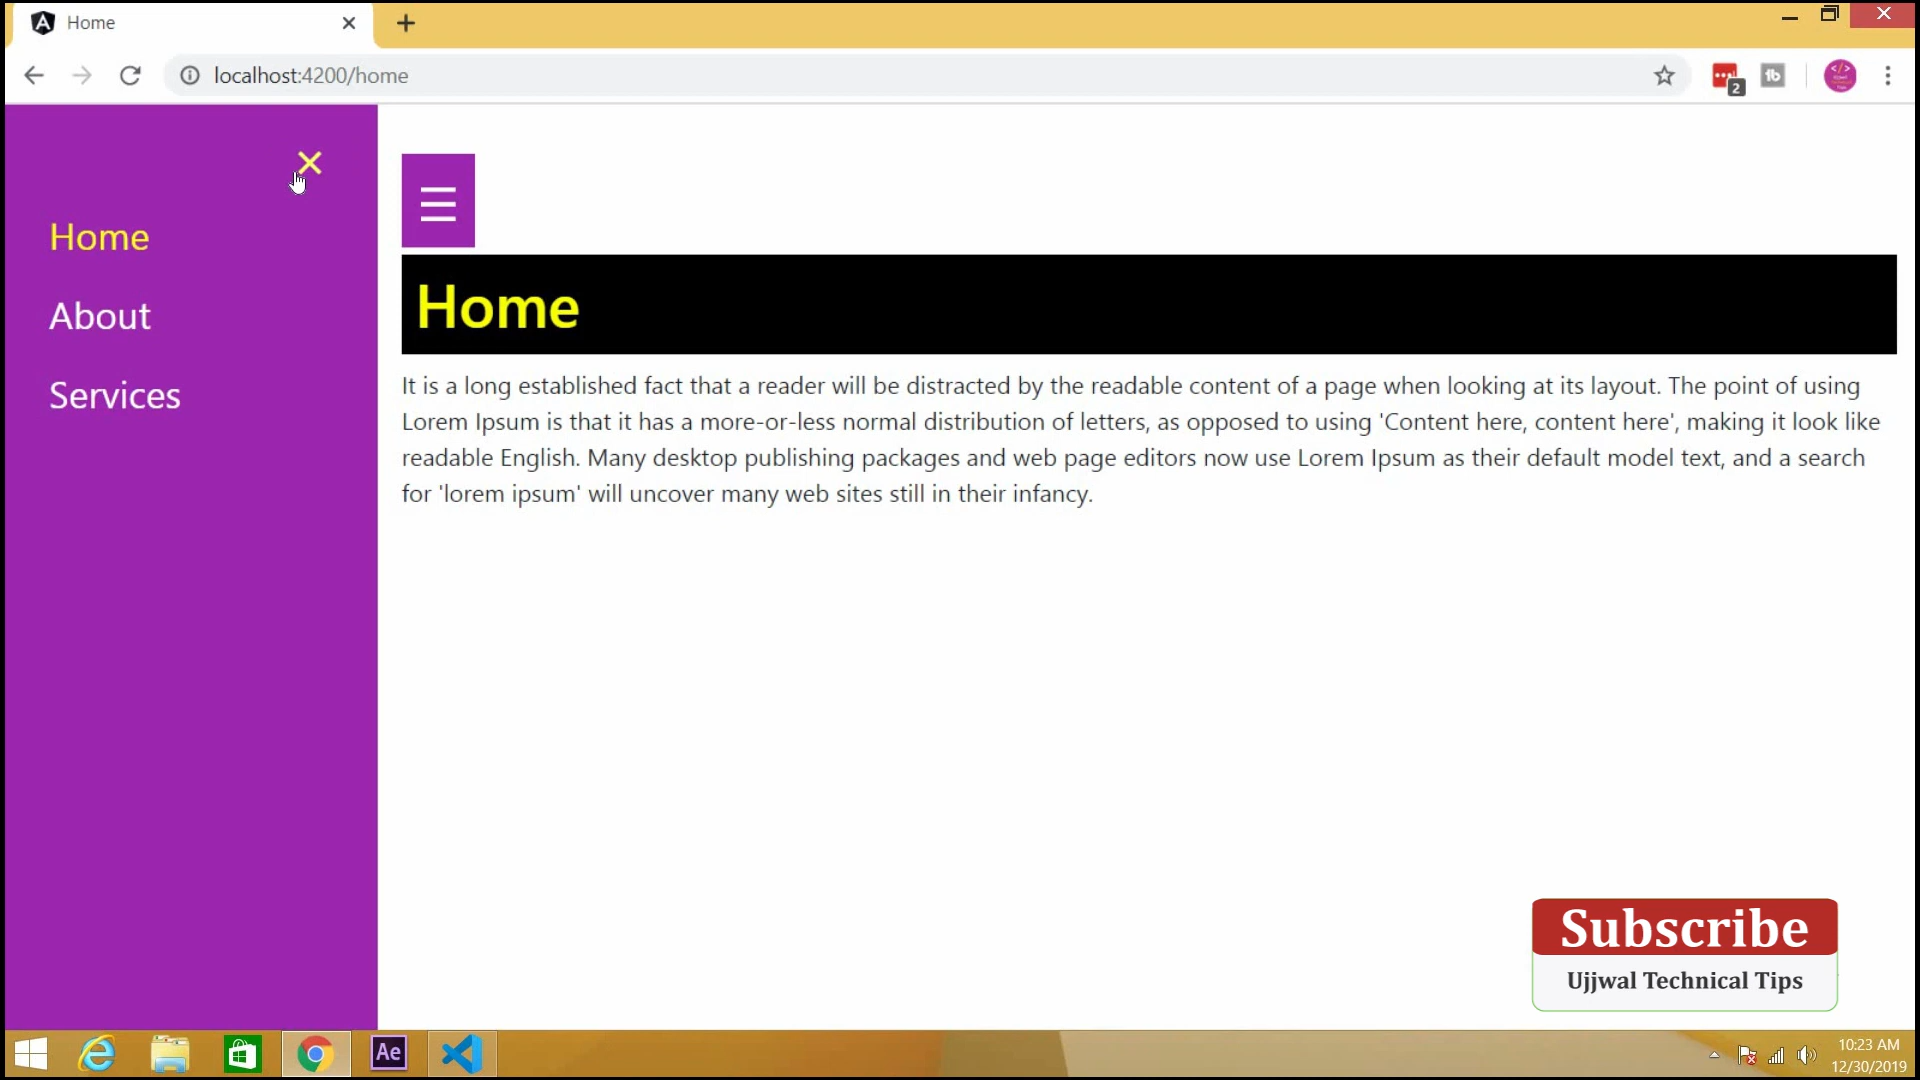 Home
localhost:4200/home
2
Home
About
Services
Home
It is a long established fact that a reader will be distracted by the readable content of a page when looking at its layout. The point of using
Lorem Ipsum is that it has a more-or-less normal distribution of letters, as opposed to using 'Content here, content here', making it look like
readable English. Many desktop publishing packages and web page editors now use Lorem Ipsum as their default model text, and a search
for 'lorem ipsum' will uncover many web sites still in their infancy.
Subscribe
Ujjwal Technical Tips
Ae
10:23 AM
12/30/2019